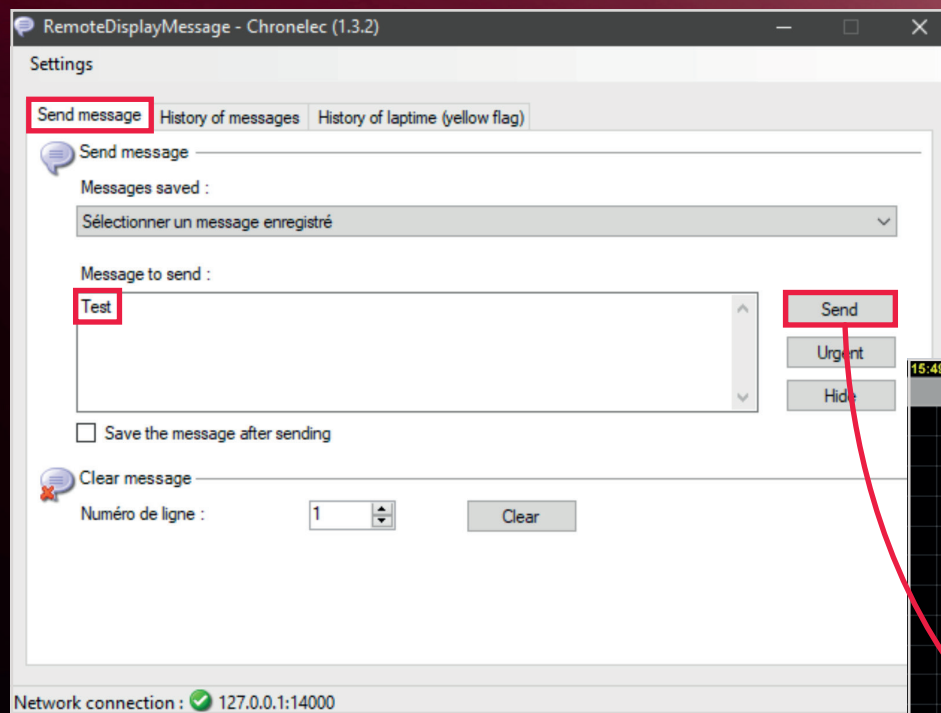 RemoteDisplayMessage - Chronelec (1.3.2)
Settings
Send message History of messages History of laptime (yellow flag)
Send message
Messages saved :
Sélectionner un message enregistré
Message to send :
Test
Send
Urgent
15:49
Hide
Save the message after sending
Clear message
Numéro de ligne : 1 Clear
Network connection : 127.0.0.1:14000